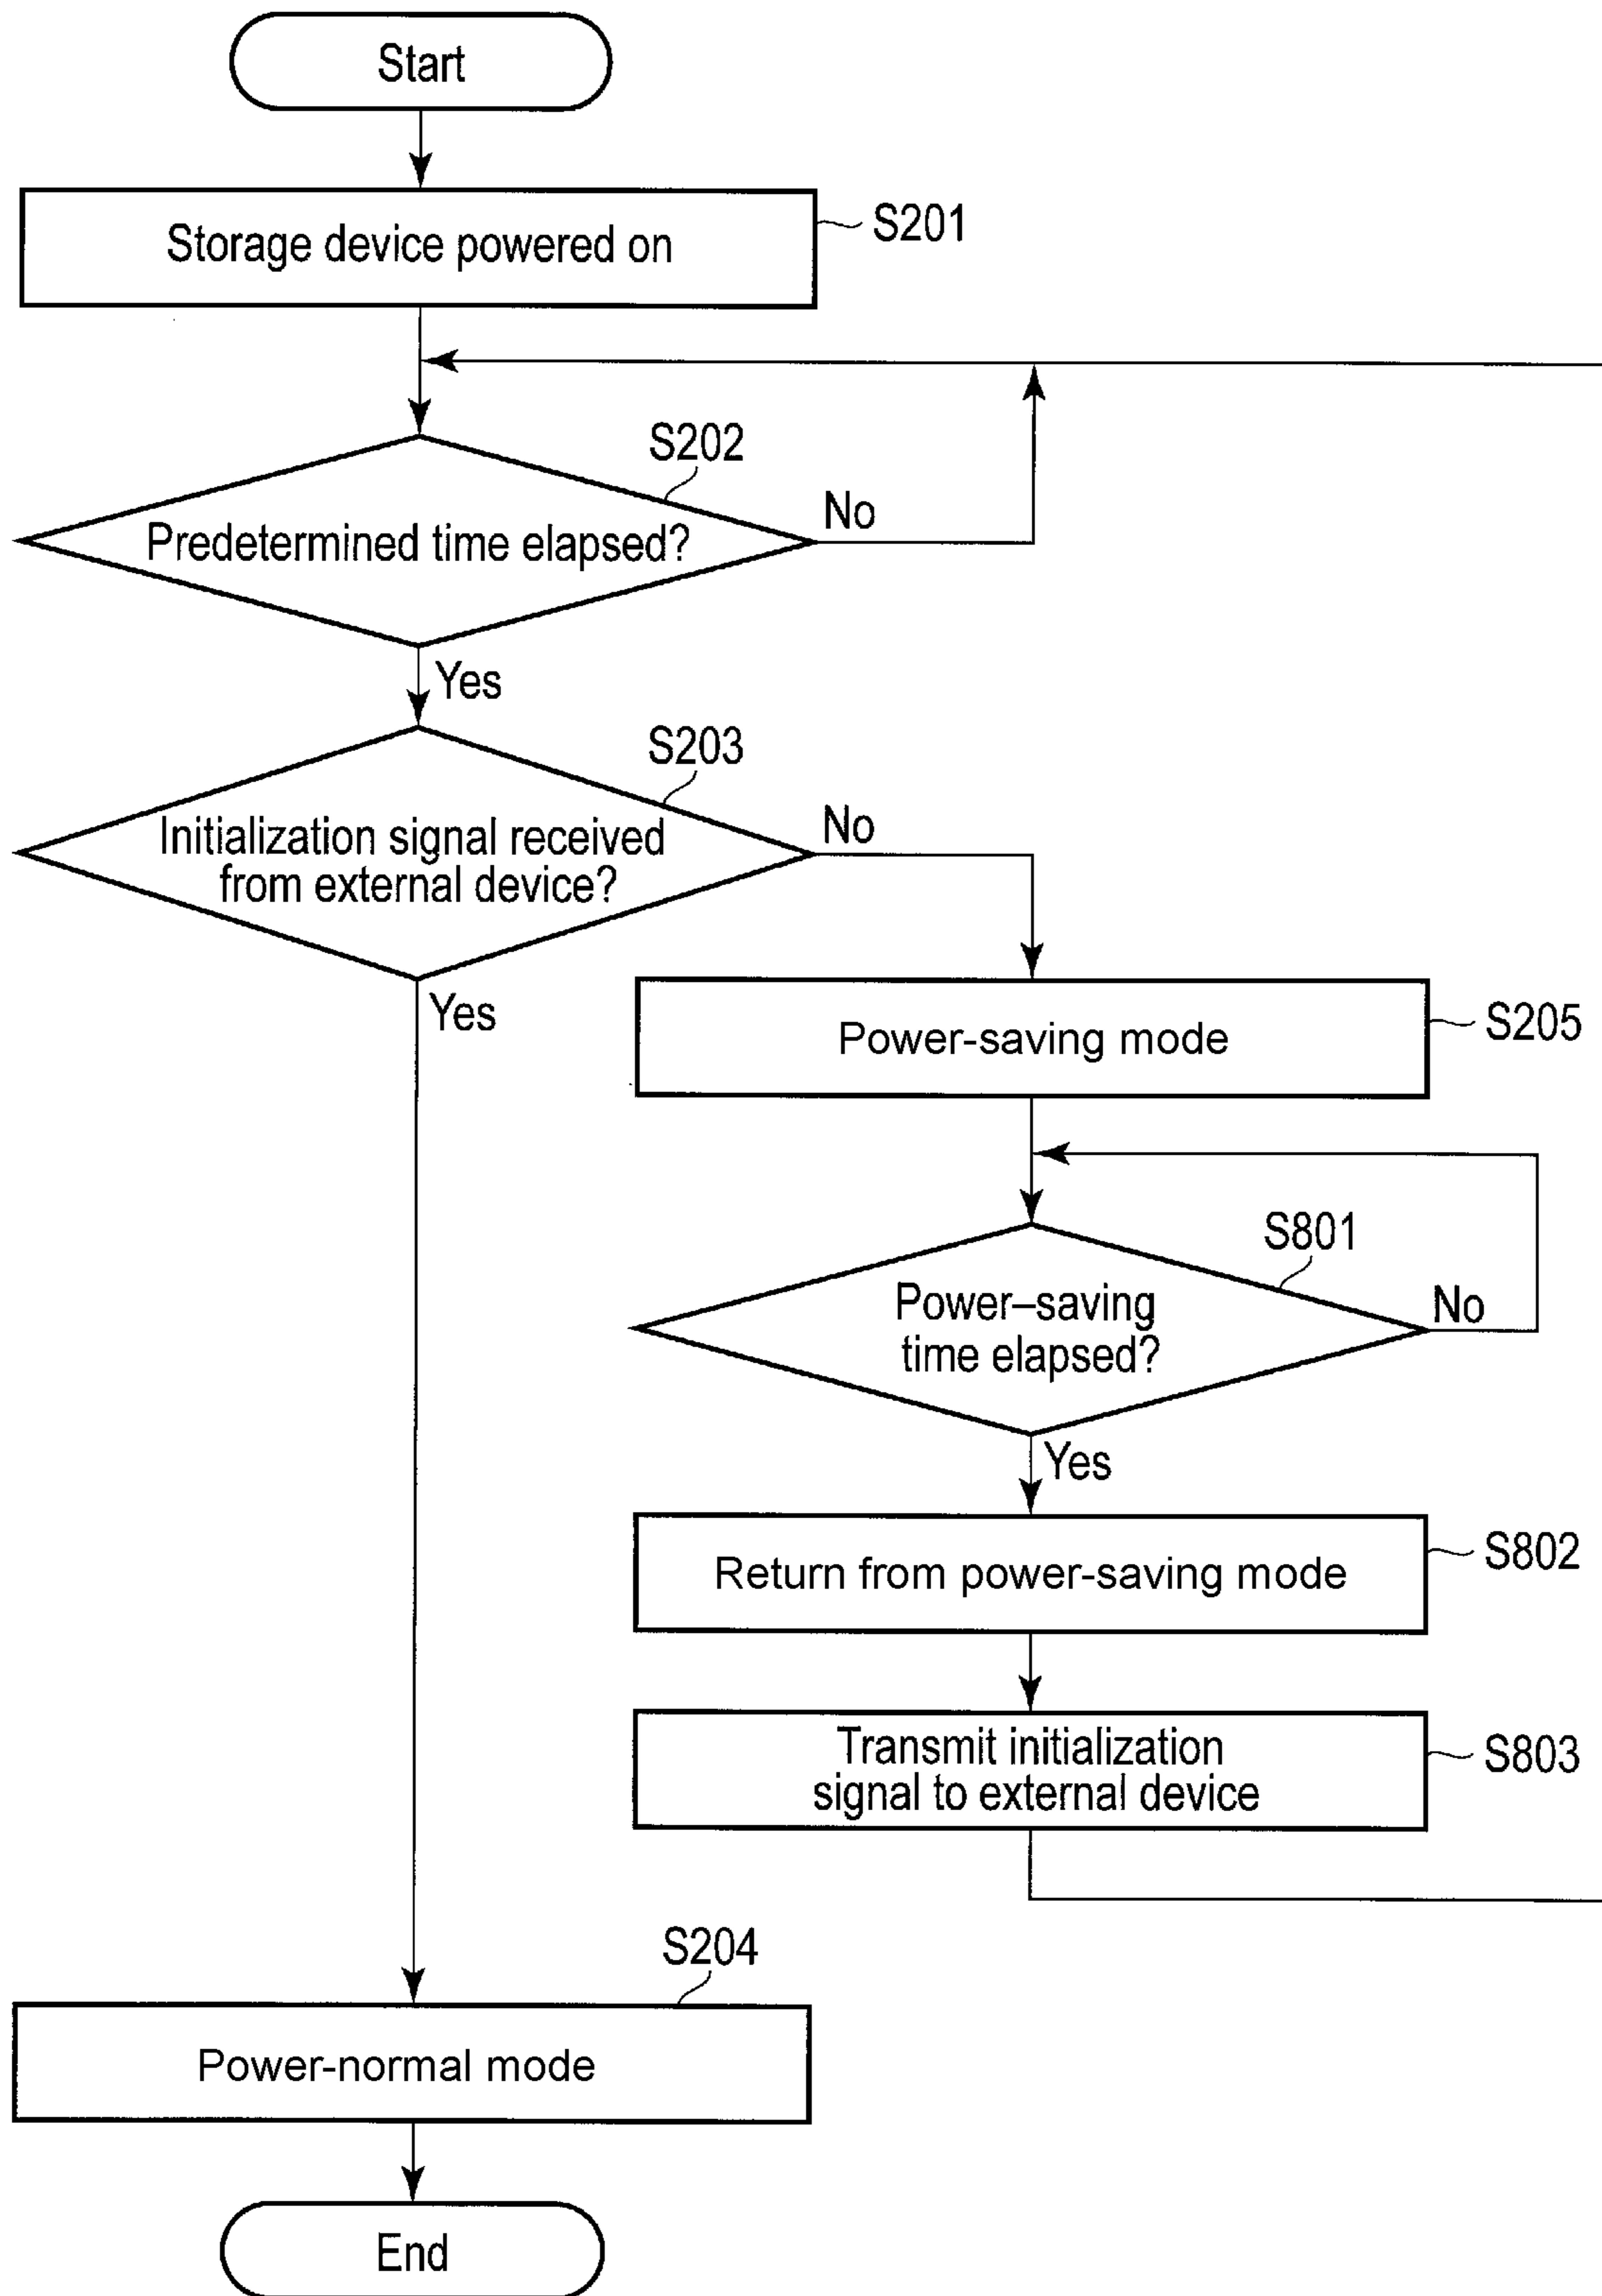 Start
Storage device powered on
S201
S202
Predetermined time elapsed?
No
Yes
S203
Initialization signal received
from external device?
No
Yes
Power-saving mode
S205
S801
Power–saving
time elapsed?
No
Yes
Return from power-saving mode
S802
Transmit initialization
signal to external device
S803
S204
Power-normal mode
End